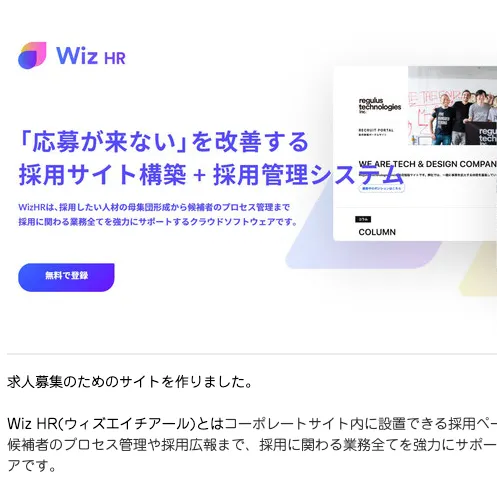 Wiz HR
「応募が来ない」を改善する
採用サイト構築 + 採用管理システム
WizHRは、採用したい人材の母集団形成から候補者のプロセス管理まで
採用に関わる業務全てを強力にサポートするクラウドソフトウェアです。
無料で登録
regulus
technologies
Inc.
RECRUIT PORTAL
WE ARE TECH & DESIGN COMPAN
コラム
COLUMN
求人募集のためのサイトを作りました。
Wiz HR(ウィズエイチアール)とはコーポレートサイト内に設置できる採用ペー
候補者のプロセス管理や採用広報まで、採用に関わる業務全てを強力にサポー
アです。